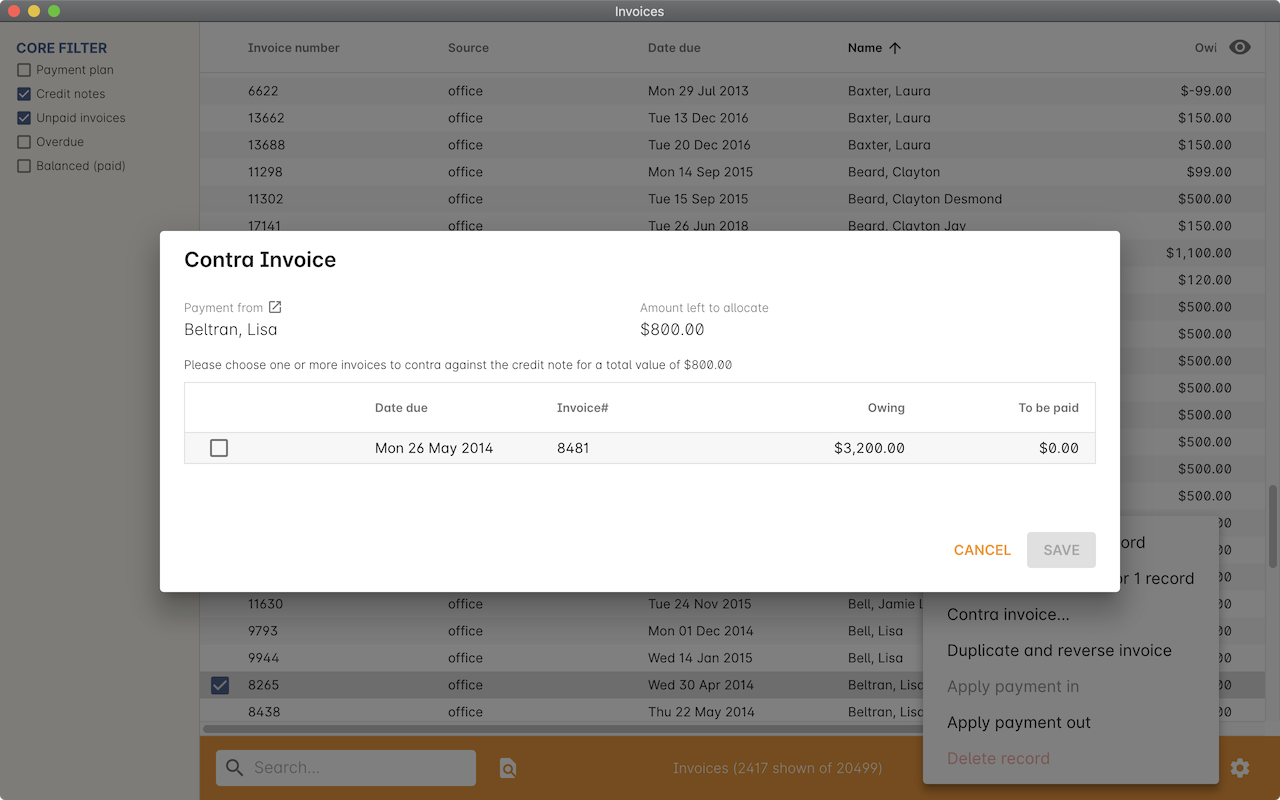 Invoices
CORE FILTER
Payment plan
Credit notes
Unpaid invoices
Overdue
Balanced (paid)
Invoice number Source Date due Name Owi
6622 office Mon 29 Jul 2013 Baxter, Laura $-99.00
13662 office Tue 13 Dec 2016 Baxter, Laura $150.00
13688 office Tue 20 Dec 2016 Baxter, Laura $150.00
11298 office Mon 14 Sep 2015 Beard, Clayton $99.00
11302 office Tue 15 Sep 2015 Beard, Clayton Desmond $500.00
17141 office Tue 26 Jun 2018 Beard, Clayton Jay $150.00
$1,100.00
$120.00
$500.00
$500.00
$500.00
$500.00
$500.00
$500.00
$500.00
$500.00
Contra Invoice
Payment from
Beltran, Lisa
Amount left to allocate
$800.00
Please choose one or more invoices to contra against the credit note for a total value of $800.00
Date due Invoice# Owing To be paid
Mon 26 May 2014 8481 $3,200.00 $0.00
CANCEL SAVE
11630 office Tue 24 Nov 2015 Bell, Jamie
9793 office Mon 01 Dec 2014 Bell, Lisa
9944 office Wed 14 Jan 2015 Bell, Lisa
8265 office Wed 30 Apr 2014 Beltran, Lisa
8438 office Thu 22 May 2014 Beltran, Lisa
ord
or 1 record
Contra invoice...
Duplicate and reverse invoice
Apply payment in
Apply payment out
Delete record
Search...
Invoices (2417 shown of 20499)